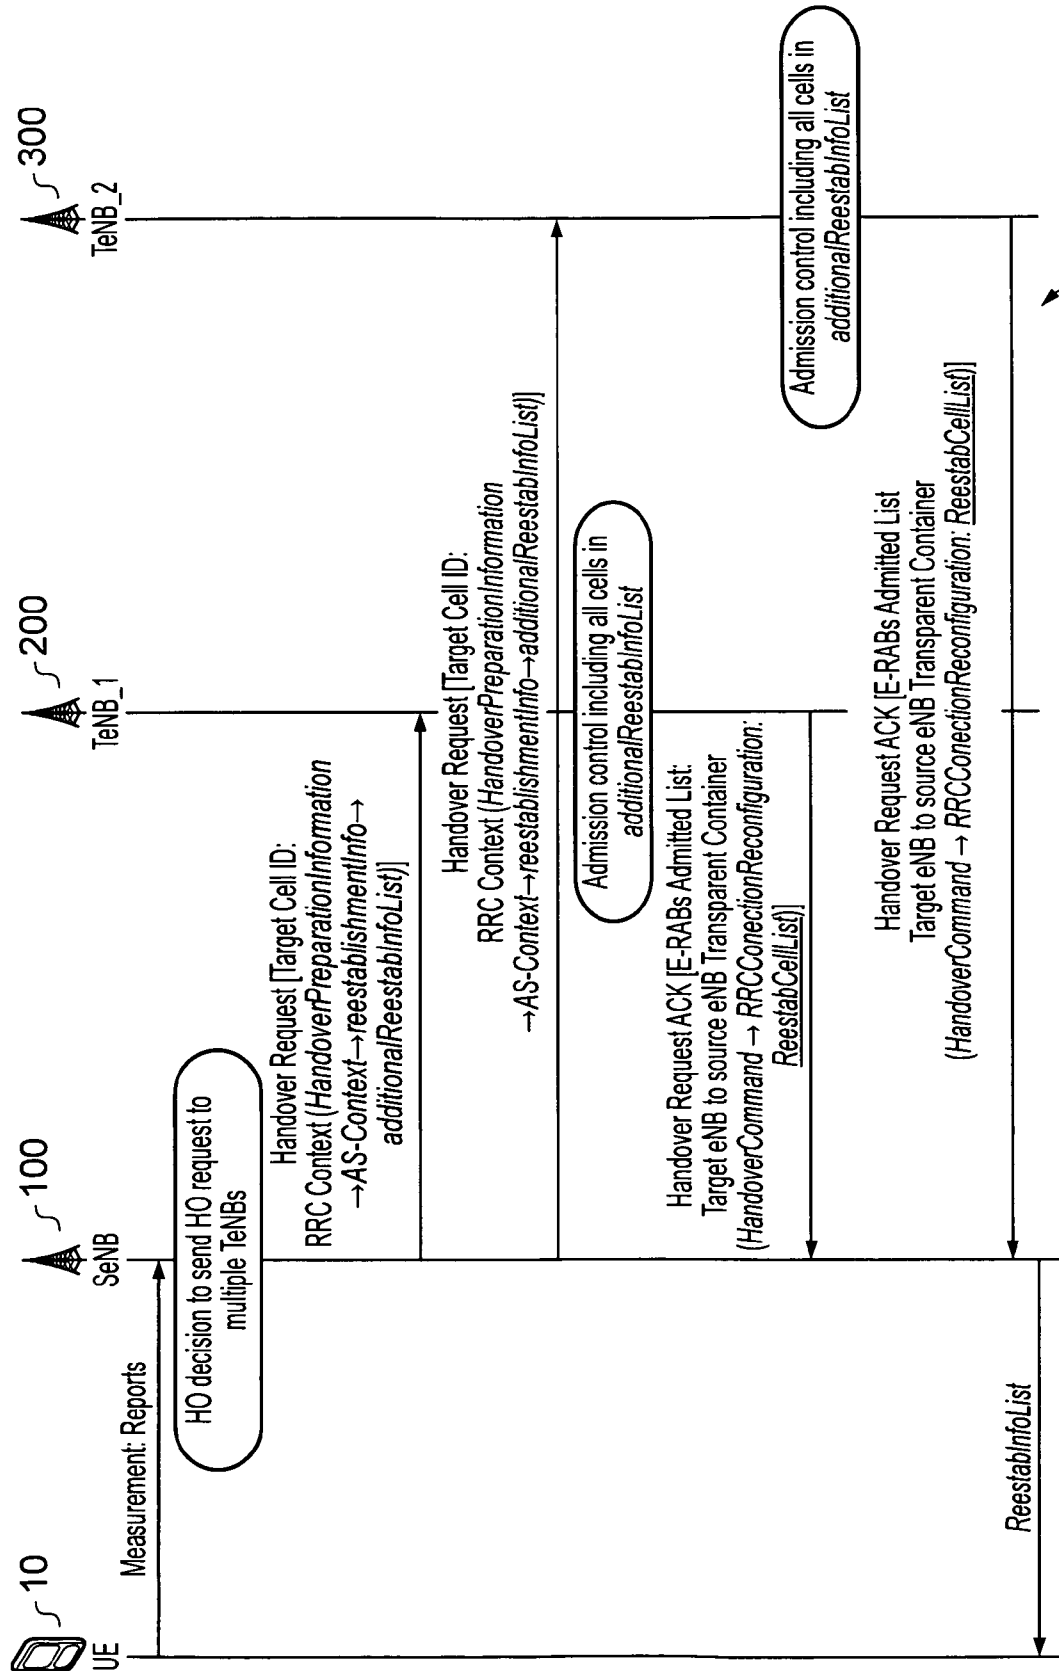 10
UE
100
SeNB
200
TeNB_1
300
TeNB_2
Measurement: Reports
HO decision to send HO request to
multiple TeNBs
Handover Request [Target Cell ID:
RRC Context (HandoverPreparationInformation
→AS-Context→reestablishmentInfo→
additionalReestabInfoList)]
Handover Request [Target Cell ID:
RRC Context (HandoverPreparationInformation
→AS-Context→reestablishmentInfo→additionalReestabInfoList)]
Admission control including all cells in
additionalReestabInfoList
Handover Request ACK [E-RABs Admitted List:
Target eNB to source eNB Transparent Container
(HandoverCommand → RRCConectionReconfiguration:
ReestabCellList)]
Admission control including all cells in
additionalReestabInfoList
Handover Request ACK [E-RABs Admitted List
Target eNB to source eNB Transparent Container
(HandoverCommand → RRCConectionReconfiguration: ReestabCellList)]
ReestabInfoList